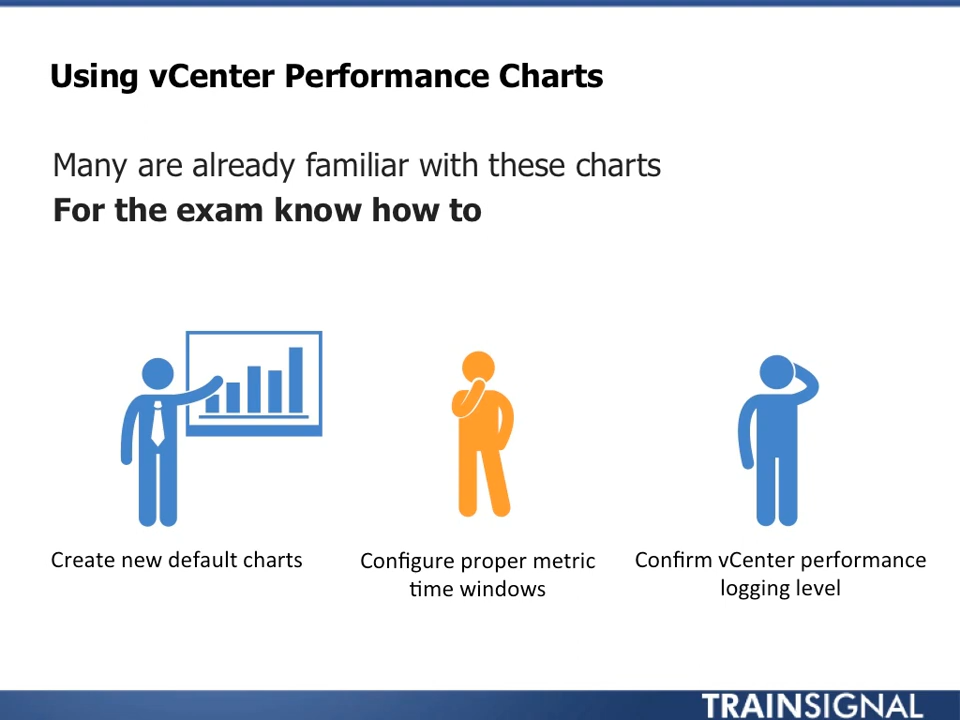 Using vCenter Performance Charts
Many are already familiar with these charts
For the exam know how to
Create new default charts
Configure proper metric
time windows
Confirm vCenter performance
logging level
TRAINSIGNAL